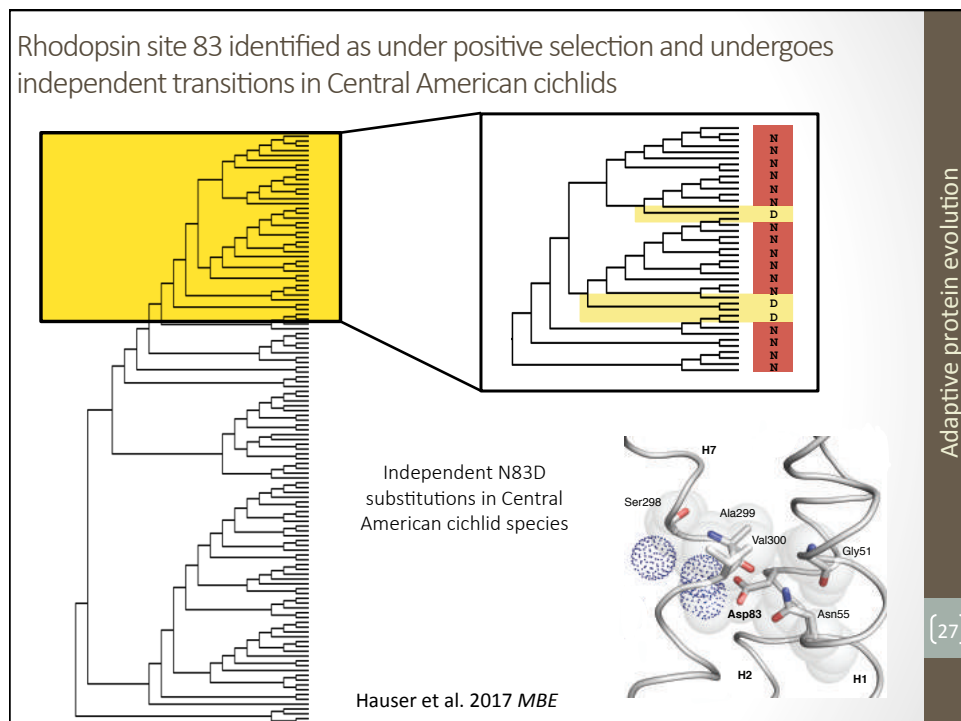 Rhodopsin site 83 identified as under positive selection and undergoes
independent transitions in Central American cichlids
N
N
N
N
N
N
D
N
N
N
N
N
N
D
D
N
N
N
N
Independent N83D
substitutions in Central
American cichlid species
H7
Ser298
Ala299
Val300
Gly51
Asp83
Asn55
H2
H1
Hauser et al. 2017 MBE
Adaptive protein evolution
[27]